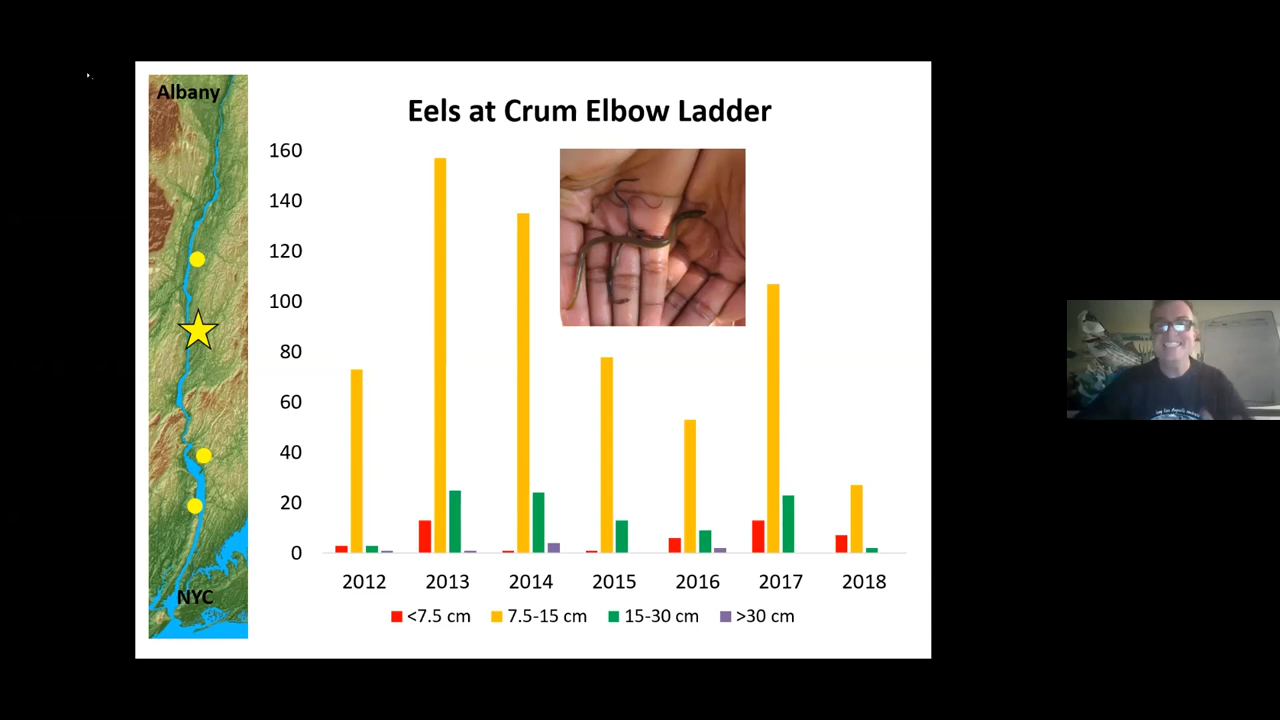 Albany
Eels at Crum Elbow Ladder
160
140
120
100
80
60
40
20
0
2012 2013 2014 2015 2016 2017 2018
<7.5 cm 7.5-15 cm 15-30 cm >30 cm
NYC